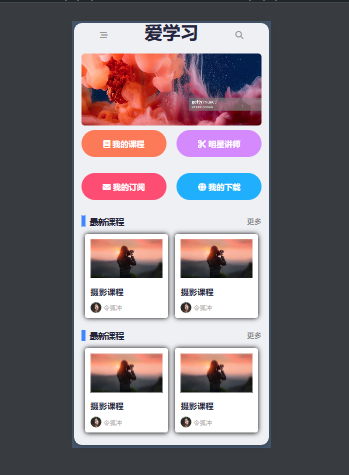 爱学习
我的课程
明星讲师
我的订阅
我的下载
最新课程 更多
摄影课程 摄影课程
令狐冲 令狐冲
最新课程 更多
摄影课程 摄影课程
令狐冲 令狐冲